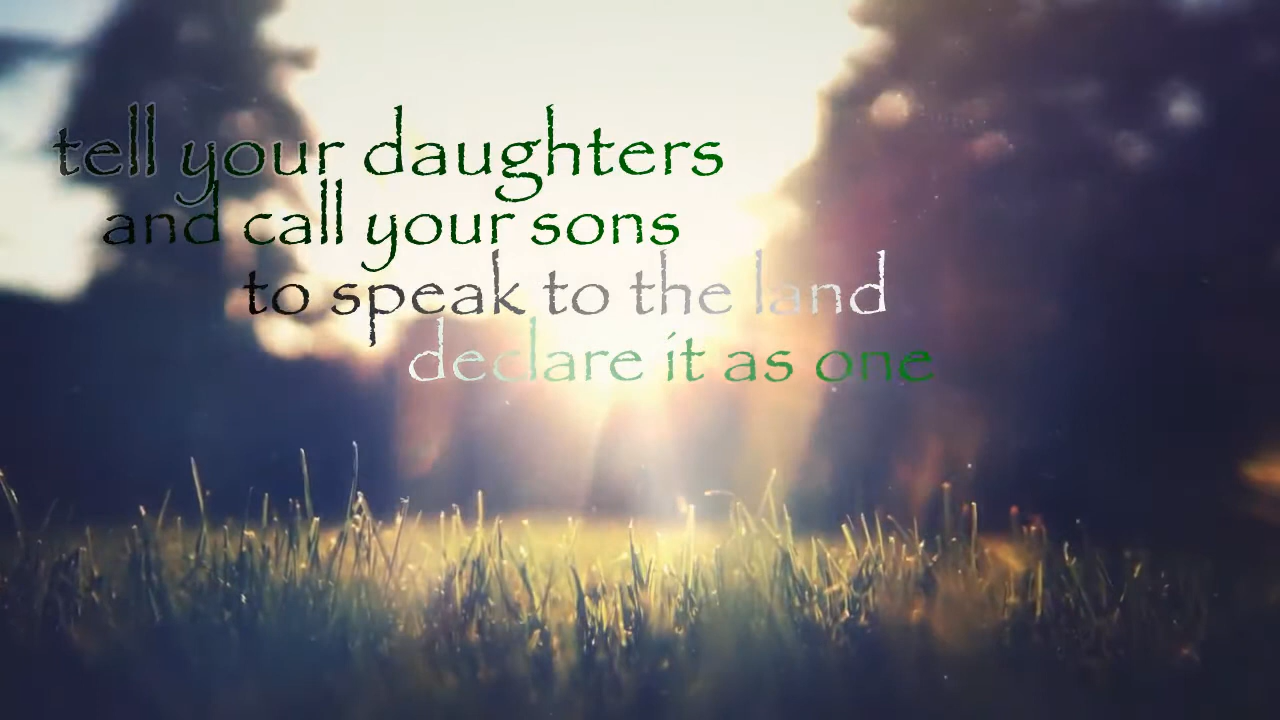 tell your daughters
and call your sons
to speak to the land
declare it as one